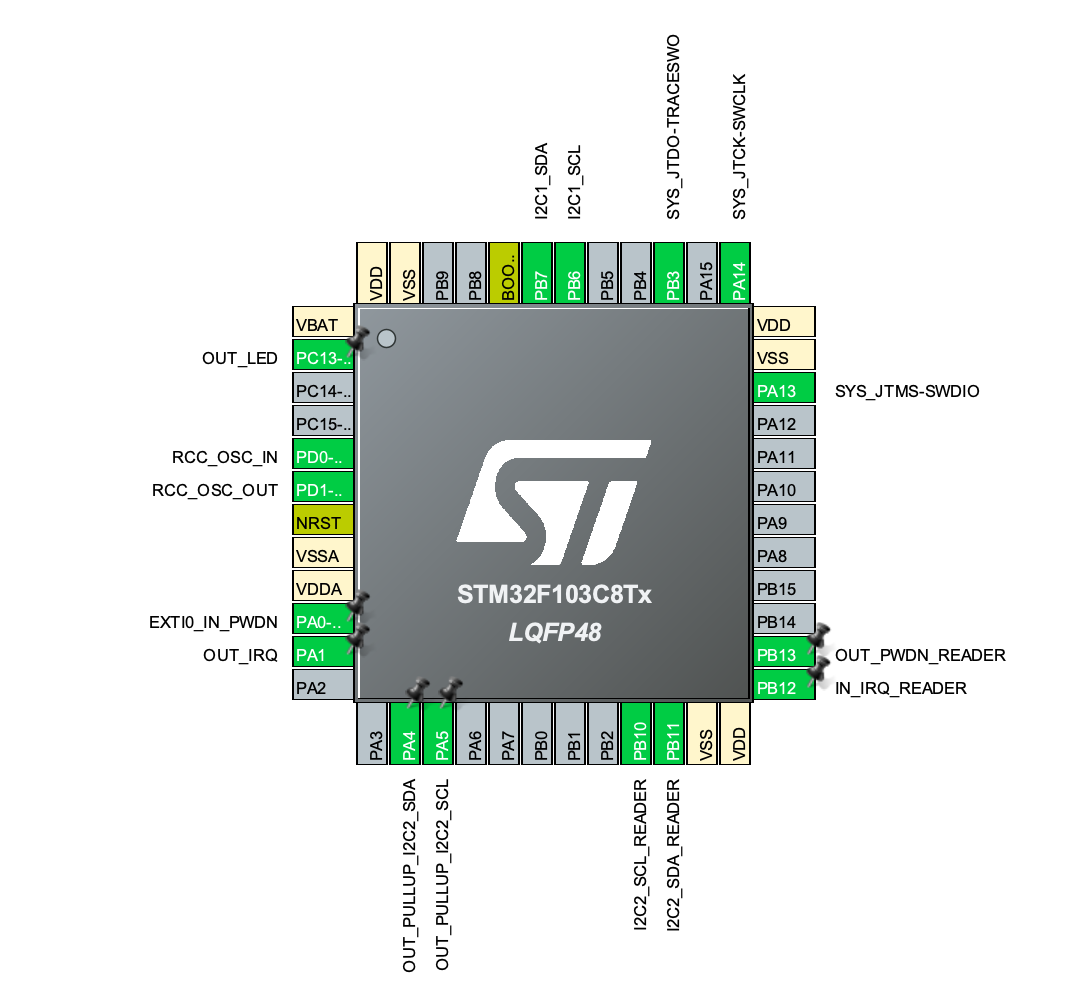 SYS_JTDO-TRACESWO
SYS_JTCK-SWCLK
I2C1_SDA
I2C1_SCL
VDD
VSS
PB9
PB8
BOO..
PB7
PB6
PB5
PB4
PB3
PA15
PA14
VBAT
OUT_LED PC13-..
PC14-..
PC15-..
RCC_OSC_IN PD0-..
RCC_OSC_OUT PD1-..
NRST
VSSA
VDDA
EXTI0_IN_PWDN PA0-..
OUT_IRQ PA1
PA2
ST
STM32F103C8Tx
LQFP48
VDD
VSS
PA13 SYS_JTMS-SWDIO
PA12
PA11
PA10
PA9
PA8
PB15
PB14
PB13 OUT_PWDN_READER
PB12 IN_IRQ_READER
PA3
PA4
PA5
PA6
PA7
PB0
PB1
PB2
PB10
PB11
VSS
VDD
OUT_PULLUP_I2C2_SDA
OUT_PULLUP_I2C2_SCL
I2C2_SCL_READER
I2C2_SDA_READER